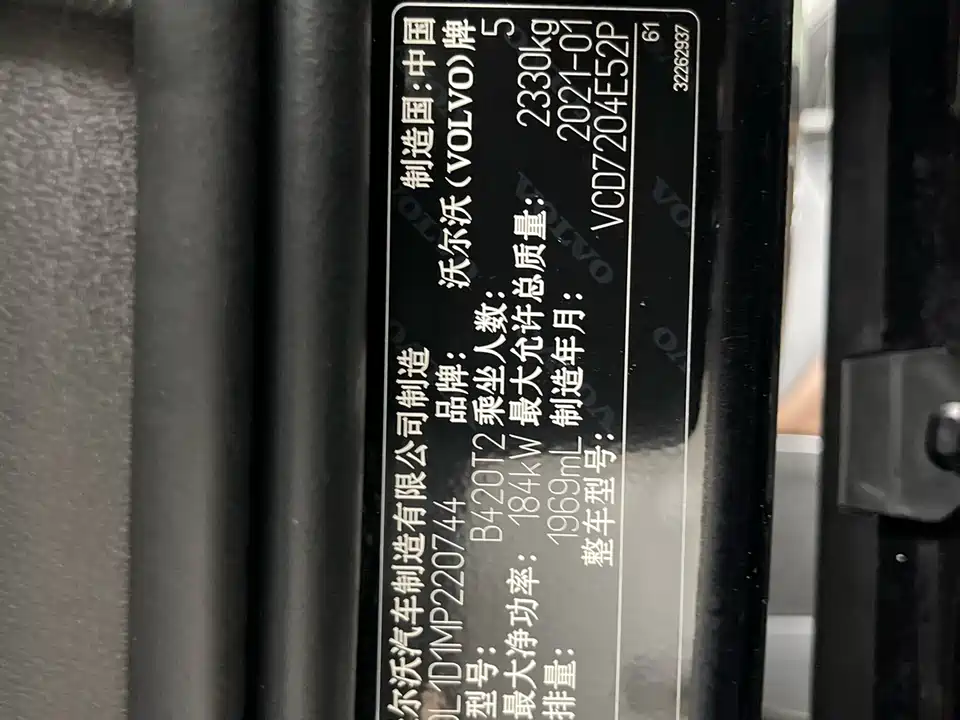 尔沃汽车制造有限公司制造 制造国:中国
L1D1MP220744 品牌: 沃尔沃(VOLVO)牌
型号: B420T2 乘坐人数: 5
最大净功率: 184kW 最大允许总质量: 2330kg
排量: 1969mL 制造年月: 2021-01
整车型号: VCD7204E52P
61
32262937
VOLVO
VOLVO